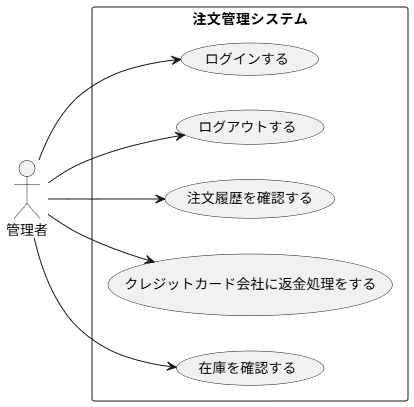 注文管理システム
ログインする
ログアウトする
注文履歴を確認する
管理者
クレジットカード会社に返金処理をする
在庫を確認する